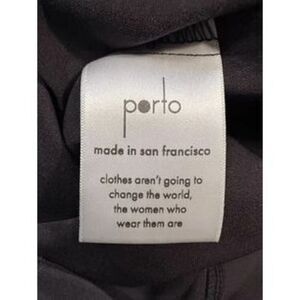 porto
made in san francisco
clothes aren't going to
change the world,
the women who
wear them are